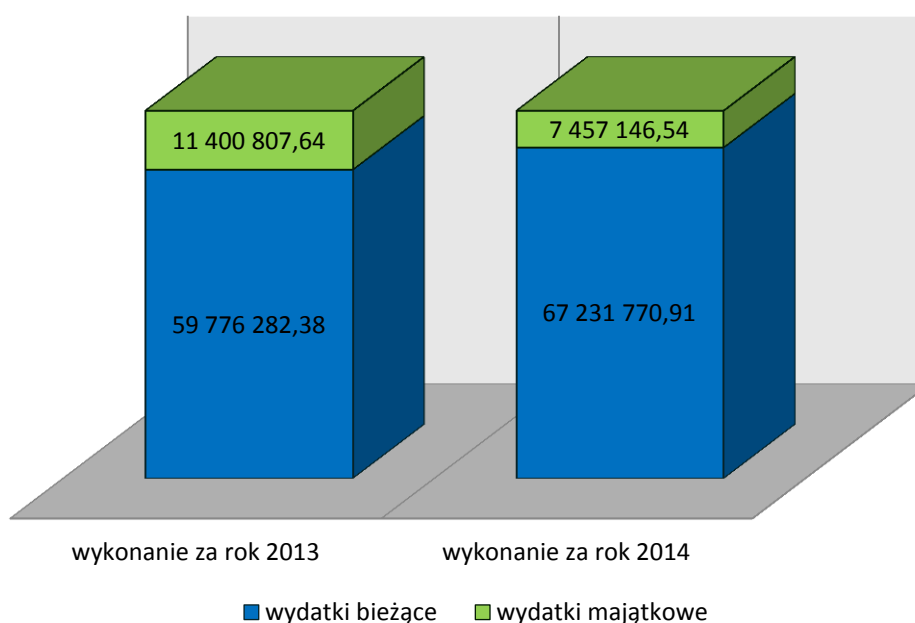 11 400 807,64
7 457 146,54
59 776 282,38
67 231 770,91
wykonanie za rok 2013
wykonanie za rok 2014
wydatki bieżące
wydatki majątkowe